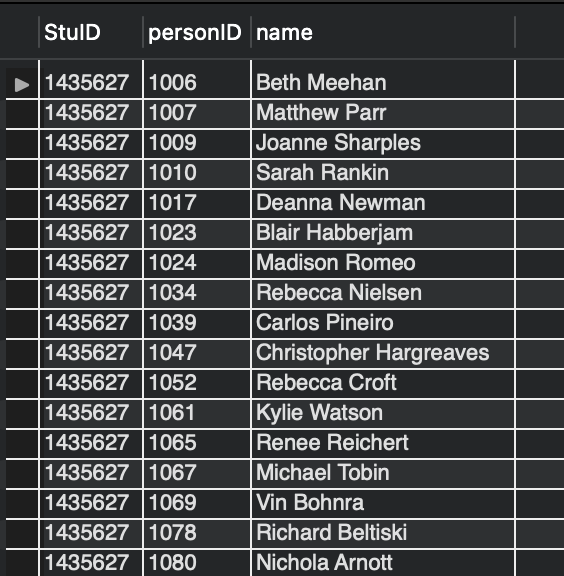 StuID personID name
1435627 1006 Beth Meehan
1435627 1007 Matthew Parr
1435627 1009 Joanne Sharples
1435627 1010 Sarah Rankin
1435627 1017 Deanna Newman
1435627 1023 Blair Habberjam
1435627 1024 Madison Romeo
1435627 1034 Rebecca Nielsen
1435627 1039 Carlos Pineiro
1435627 1047 Christopher Hargreaves
1435627 1052 Rebecca Croft
1435627 1061 Kylie Watson
1435627 1065 Renee Reichert
1435627 1067 Michael Tobin
1435627 1069 Vin Bohnra
1435627 1078 Richard Beltiski
1435627 1080 Nichola Arnott